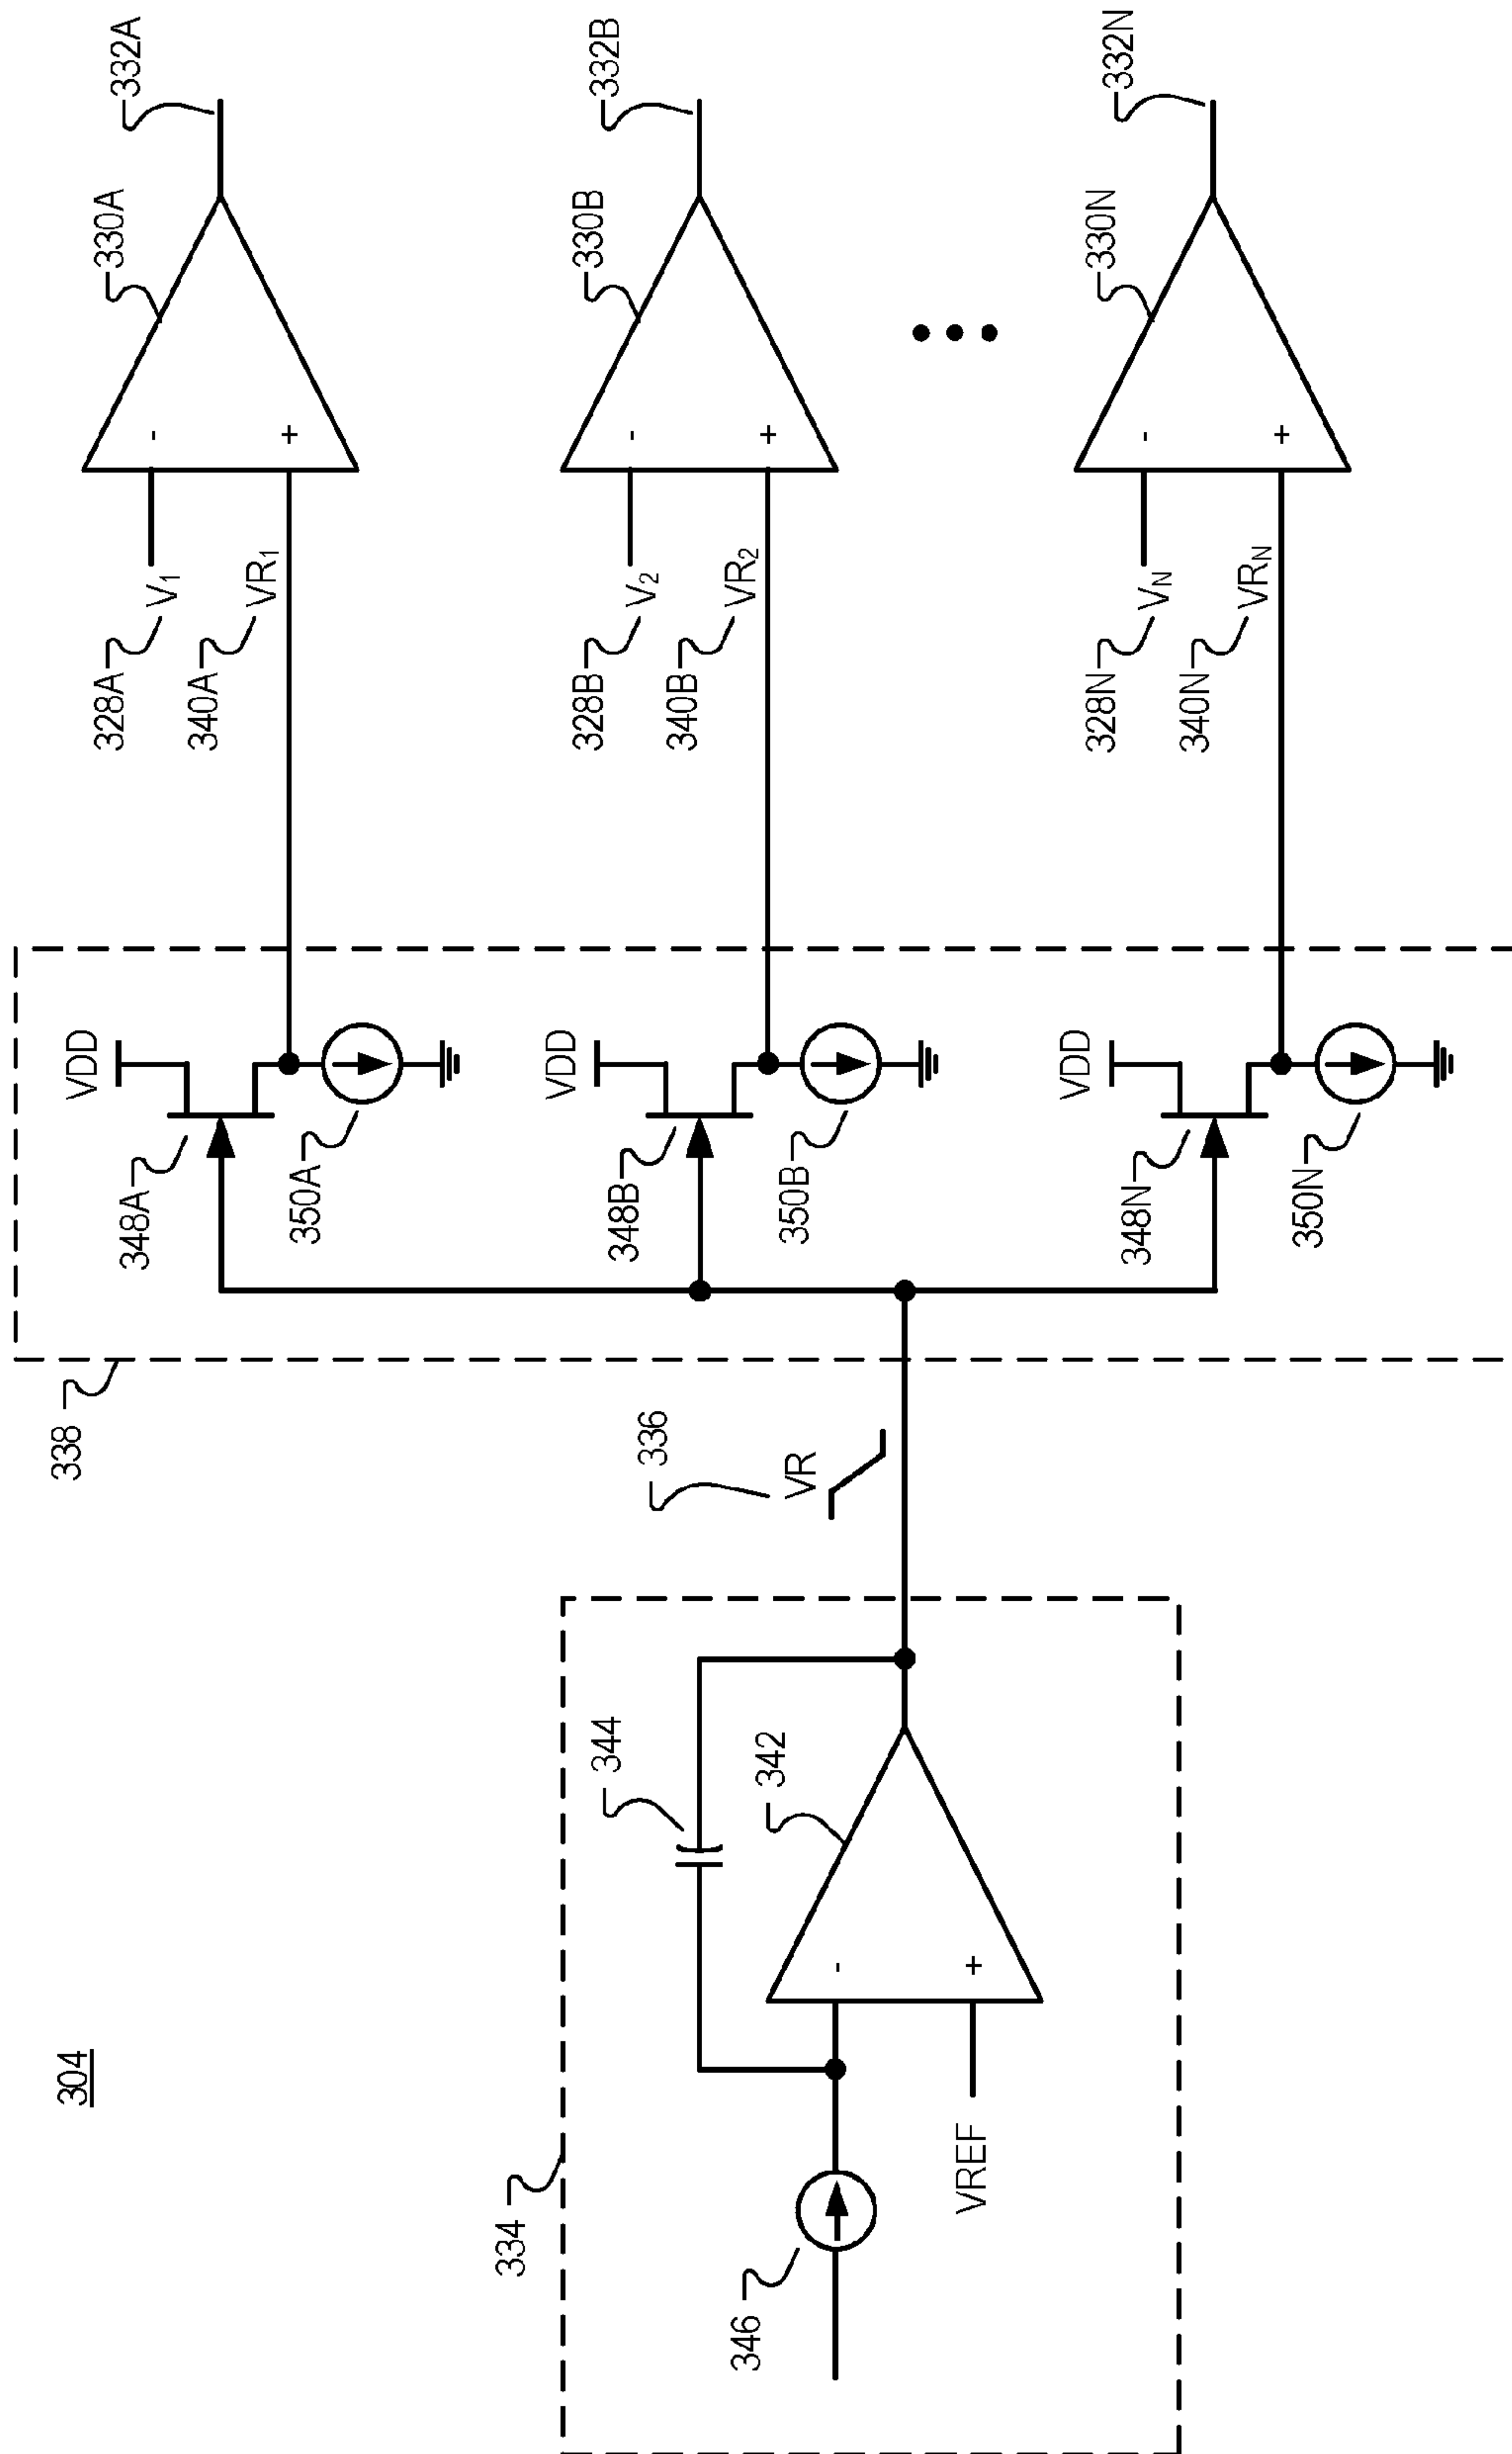 304
334
346
VREF
344
342
336
VR
338
VDD
348A
350A
VDD
348B
350B
VDD
348N
350N
328A
V1
340A
VR1
330A
-
+
332A
328B
V2
340B
VR2
330B
-
+
332B
328N
VN
340N
VRN
330N
-
+
332N
-
+